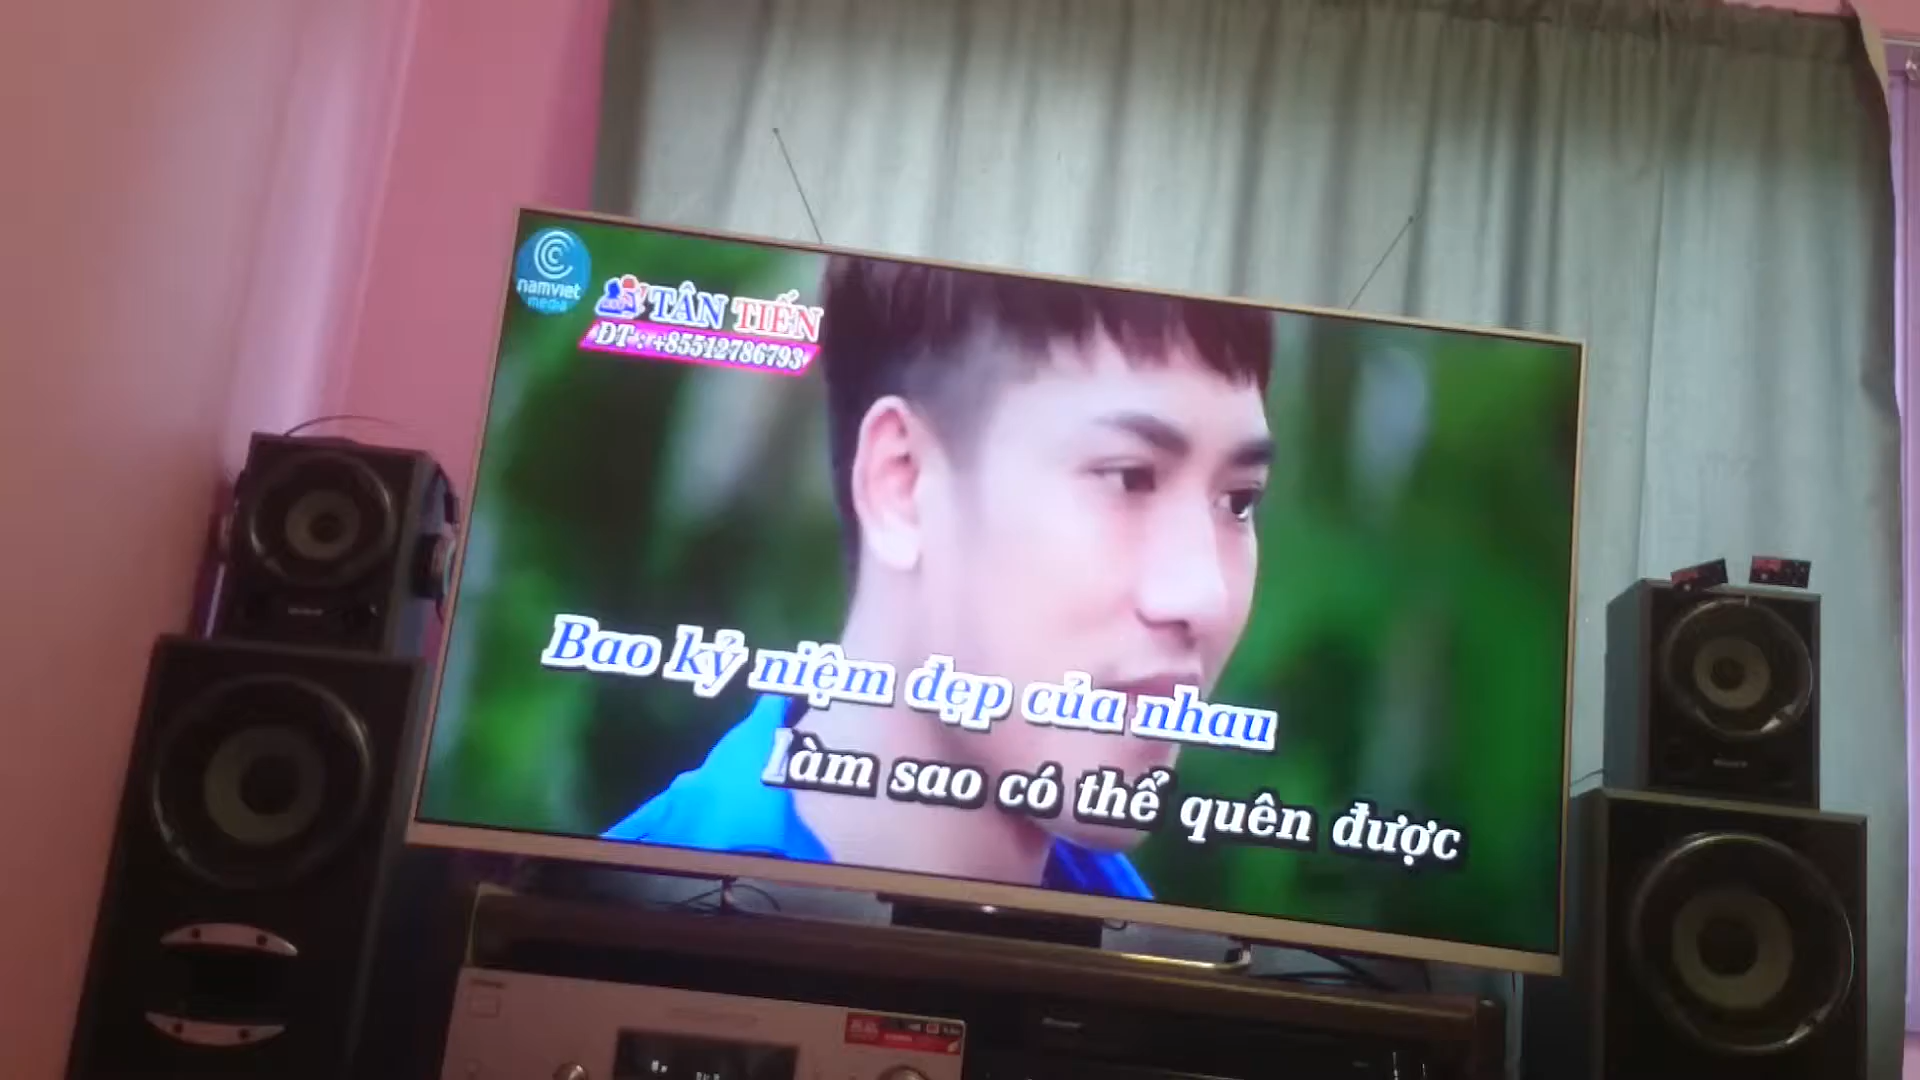 namviet
media
TÂN TIẾN
ĐT : +85512786793
Bao kỷ niệm đẹp của nhau
làm sao có thể quên được